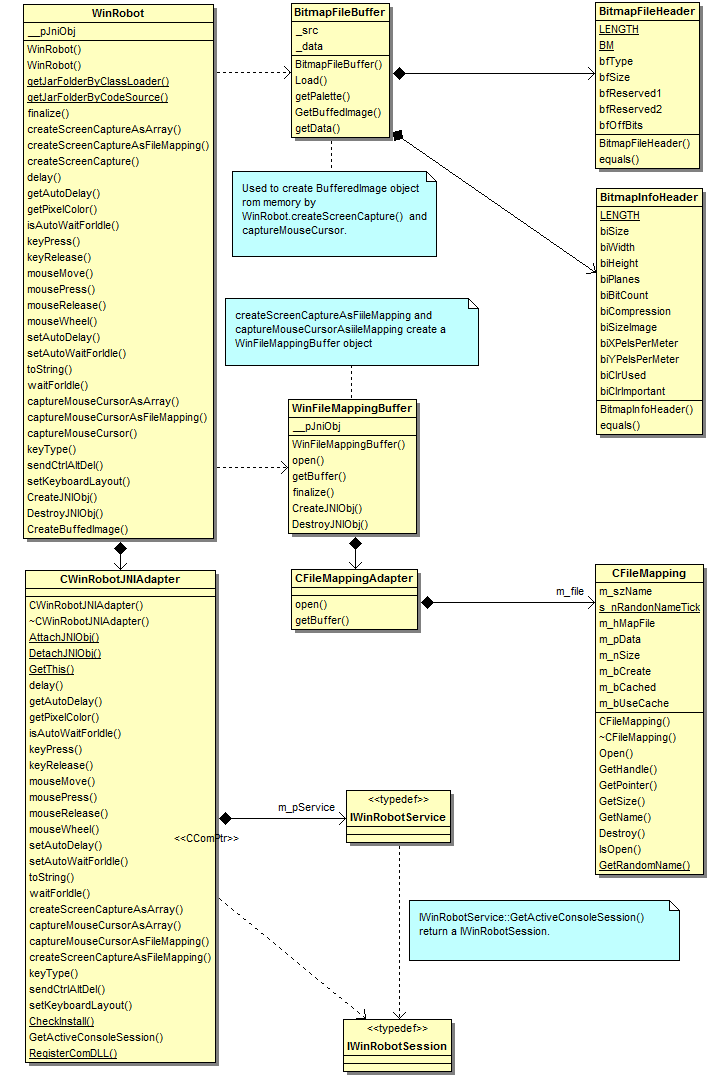 WinRobot
__pJniObj
WinRobot()
WinRobot()
getJarFolderByClassLoader()
getJarFolderByCodeSource()
finalize()
createScreenCaptureAsArray()
createScreenCaptureAsFileMapping()
createScreenCapture()
delay()
getAutoDelay()
getPixelColor()
isAutoWaitForIdle()
keyPress()
keyRelease()
mouseMove()
mousePress()
mouseRelease()
mouseWheel()
setAutoDelay()
setAutoWaitForIdle()
toString()
waitForIdle()
captureMouseCursorAsArray()
captureMouseCursorAsFileMapping()
captureMouseCursor()
keyType()
sendCtrlAltDel()
setKeyboardLayout()
CreateJNIObj()
DestroyJNIObj()
CreateBuffedImage()
BitmapFileBuffer
_src
_data
BitmapFileBuffer()
Load()
getPalette()
GetBuffedImage()
getData()
BitmapFileHeader
LENGTH
BM
bfType
bfSize
bfReserved1
bfReserved2
bfOffBits
BitmapFileHeader()
equals()
Used to create BufferedImage object
rom memory by
WinRobot.createScreenCapture() and
captureMouseCursor.
BitmapInfoHeader
LENGTH
biSize
biWidth
biHeight
biPlanes
biBitCount
biCompression
biSizeImage
biXPelsPerMeter
biYPelsPerMeter
biClrUsed
biClrImportant
BitmapInfoHeader()
equals()
createScreenCaptureAsFiileMapping and
captureMouseCursorAsiileMapping create a
WinFileMappingBuffer object
WinFileMappingBuffer
__pJniObj
WinFileMappingBuffer()
open()
getBuffer()
finalize()
CreateJNIObj()
DestroyJNIObj()
CWinRobotJNIAdapter
CWinRobotJNIAdapter()
~CWinRobotJNIAdapter()
AttachJNIObj()
DetachJNIObj()
GetThis()
delay()
getAutoDelay()
getPixelColor()
isAutoWaitForIdle()
keyPress()
keyRelease()
mouseMove()
mousePress()
mouseRelease()
mouseWheel()
setAutoDelay()
setAutoWaitForIdle()
toString()
waitForIdle()
createScreenCaptureAsArray()
captureMouseCursorAsArray()
captureMouseCursorAsFileMapping()
createScreenCaptureAsFileMapping()
keyType()
sendCtrlAltDel()
setKeyboardLayout()
CheckInstall()
GetActiveConsoleSession()
RegisterComDLL()
CFileMappingAdapter
open()
getBuffer()
m_file
CFileMapping
m_szName
s_nRandonNameTick
m_hMapFile
m_pData
m_nSize
m_bCreate
m_bCached
m_bUseCache
CFileMapping()
~CFileMapping()
Open()
GetHandle()
GetPointer()
GetSize()
GetName()
Destroy()
IsOpen()
GetRandomName()
m_pService
<<CComPtr>>
<<typedef>>
IWinRobotService
IWinRobotService::GetActiveConsoleSession()
return a IWinRobotSession.
<<typedef>>
IWinRobotSession